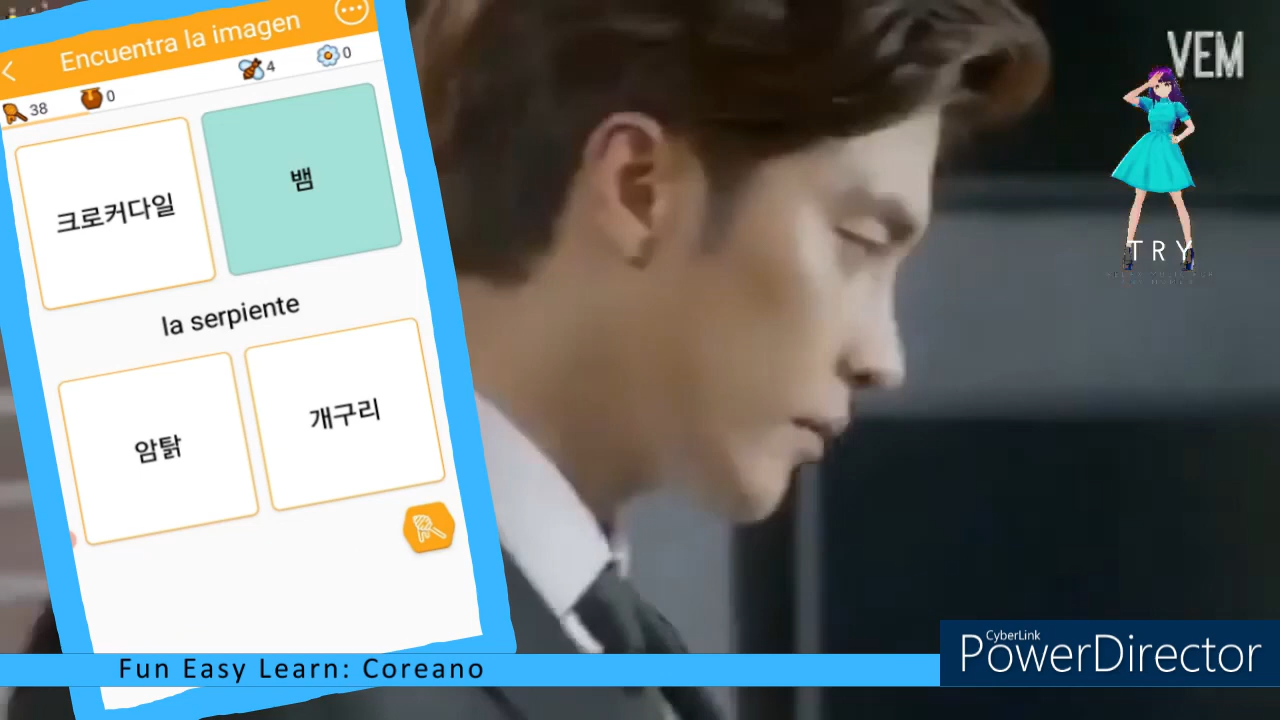 Encuentra la imagen
38
0
4
0
크로커다일
뱀
la serpiente
암탉
개구리
VEM
TRY
Fun Easy Learn: Coreano
CyberLink
PowerDirector